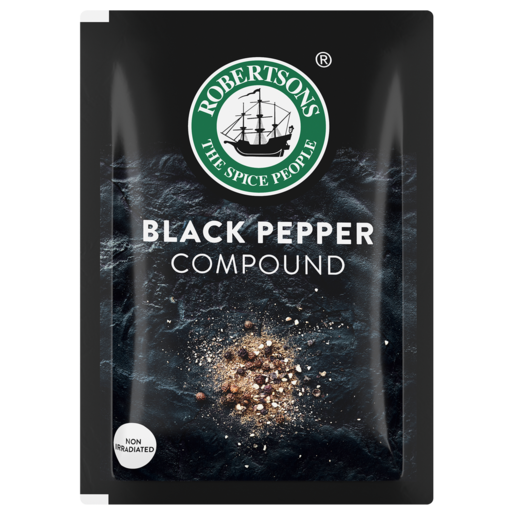 ®
ROBERTSONS
THE SPICE PEOPLE
BLACK PEPPER
COMPOUND
NON
IRRADIATED